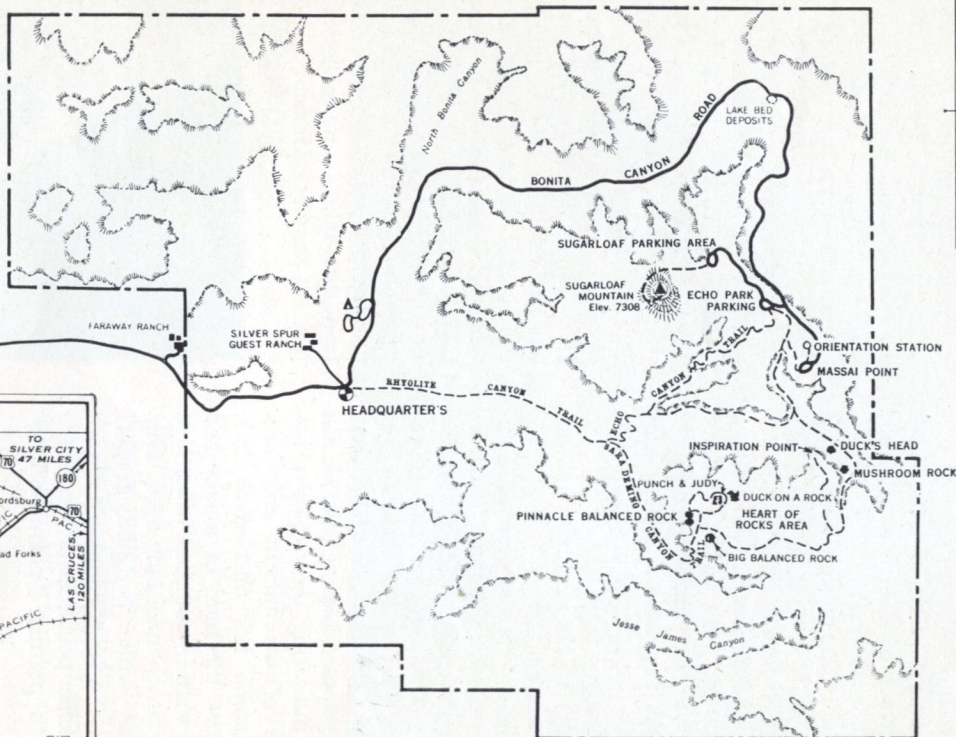 North Bonita Canyon
ROAD
LAKE BED
DEPOSITS
BONITA CANYON
SUGARLOAF PARKING AREA
SUGARLOAF
MOUNTAIN
Elev. 7308
ECHO PARK
PARKING
FARAWAY RANCH
SILVER SPUR
GUEST RANCH
ORIENTATION STATION
MASSAI POINT
HEADQUARTER'S
RHYOLITE CANYON TRAIL
ECHO CANYON TRAIL
INSPIRATION POINT
DUCK'S HEAD
MUSHROOM ROCK
PUNCH & JUDY
DUCK ON A ROCK
HEART OF
ROCKS AREA
PINNACLE BALANCED ROCK
BIG BALANCED ROCK
SARA DEMING CANYON TRAIL
Jesse James Canyon
TO
SILVER CITY
47 MILES
70
180
ordsburg
70
IC
PAC.
ad Forks
LAS CRUCES,
120 MILES
PACIFIC